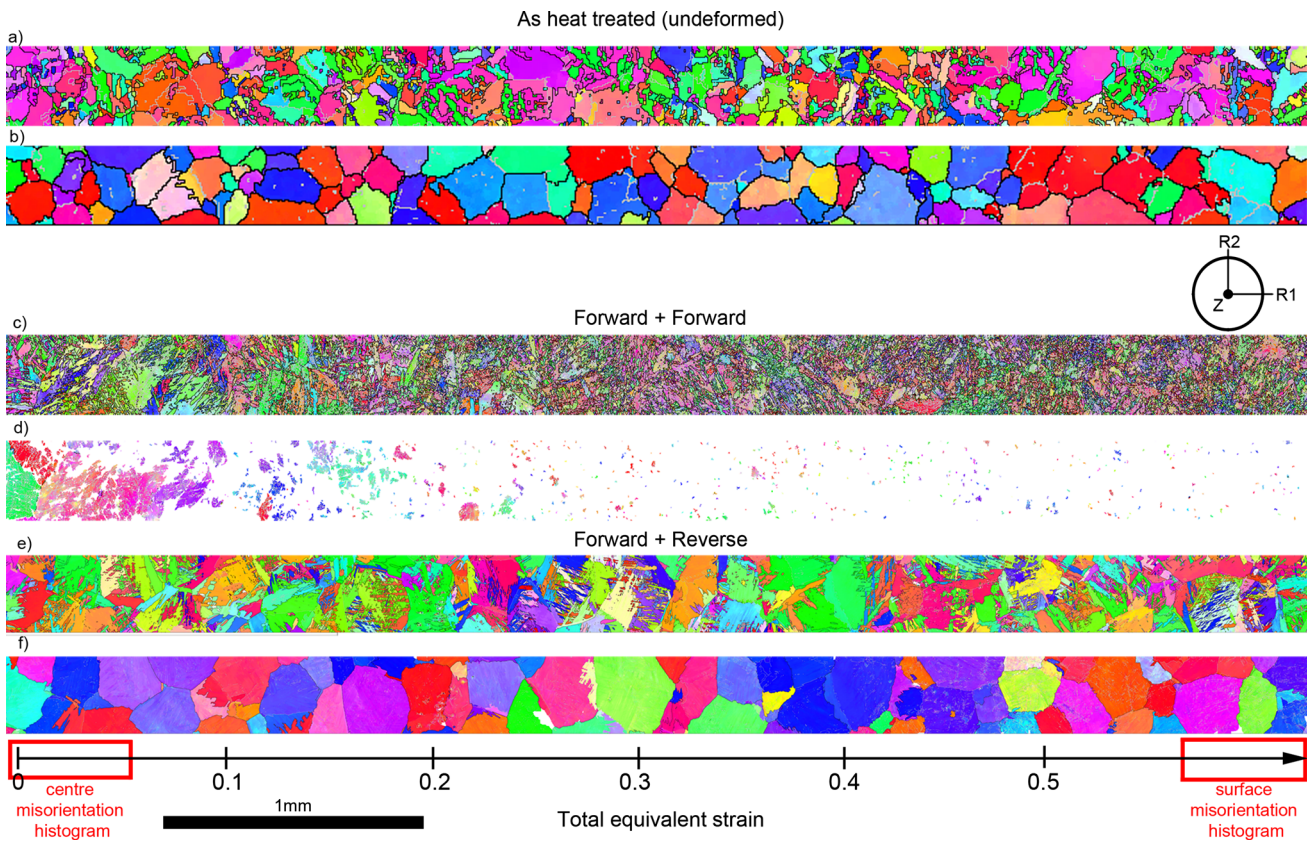 As heat treated (undeformed)
a)
b)
R2
R1
Z
c)
Forward + Forward
d)
Forward + Reverse
e)
f)
0 0.1 0.2 0.3 0.4 0.5
centre
misorientation
histogram
1mm
Total equivalent strain
surface
misorientation
histogram